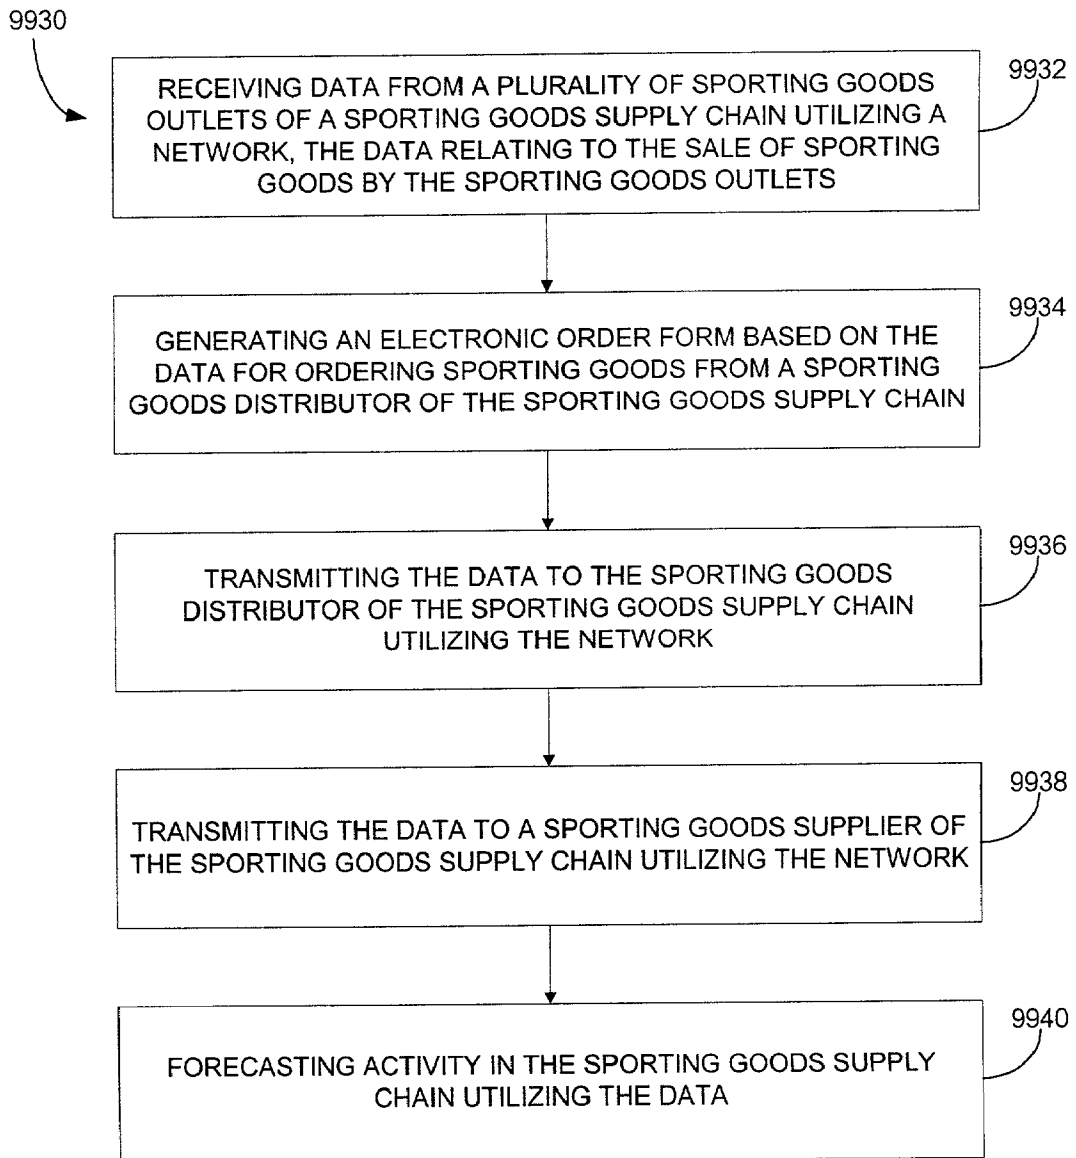 9930
RECEIVING DATA FROM A PLURALITY OF SPORTING GOODS
OUTLETS OF A SPORTING GOODS SUPPLY CHAIN UTILIZING A
NETWORK, THE DATA RELATING TO THE SALE OF SPORTING
GOODS BY THE SPORTING GOODS OUTLETS
9932
GENERATING AN ELECTRONIC ORDER FORM BASED ON THE
DATA FOR ORDERING SPORTING GOODS FROM A SPORTING
GOODS DISTRIBUTOR OF THE SPORTING GOODS SUPPLY CHAIN
9934
TRANSMITTING THE DATA TO THE SPORTING GOODS
DISTRIBUTOR OF THE SPORTING GOODS SUPPLY CHAIN
UTILIZING THE NETWORK
9936
TRANSMITTING THE DATA TO A SPORTING GOODS SUPPLIER OF
THE SPORTING GOODS SUPPLY CHAIN UTILIZING THE NETWORK
9938
FORECASTING ACTIVITY IN THE SPORTING GOODS SUPPLY
CHAIN UTILIZING THE DATA
9940